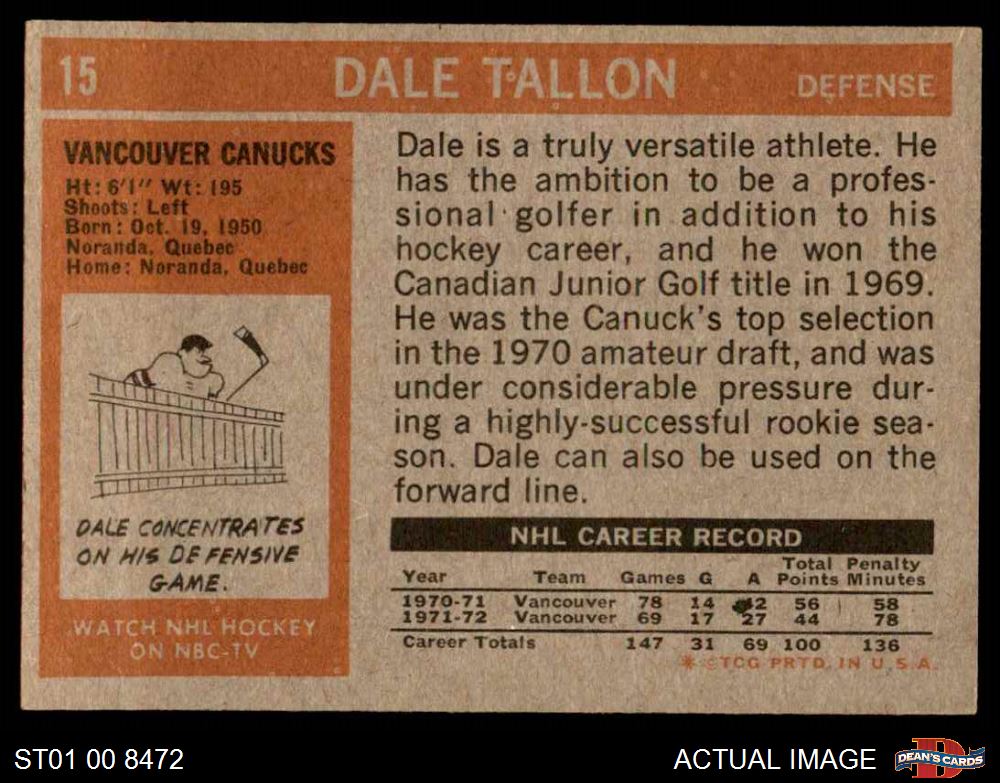 15 DALE TALLON DEFENSE
VANCOUVER CANUCKS
Ht: 6'1" Wt: 195
Shoots: Left
Born: Oct. 19, 1950
Noranda, Quebec
Home: Noranda, Quebec
DALE CONCENTRATES
ON HIS DEFENSIVE
GAME.
WATCH NHL HOCKEY
ON NBC-TV
Dale is a truly versatile athlete. He
has the ambition to be a profes-
sional golfer in addition to his
hockey career, and he won the
Canadian Junior Golf title in 1969.
He was the Canuck's top selection
in the 1970 amateur draft, and was
under considerable pressure dur-
ing a highly-successful rookie sea-
son. Dale can also be used on the
forward line.
NHL CAREER RECORD
Year Team Games G A Total Points Penalty Minutes
1970-71 Vancouver 78 14 42 56 58
1971-72 Vancouver 69 17 27 44 78
Career Totals 147 31 69 100 136
* ©TCG PRTD. IN U.S.A.
ST01 00 8472
ACTUAL IMAGE
DEAN'S CARDS